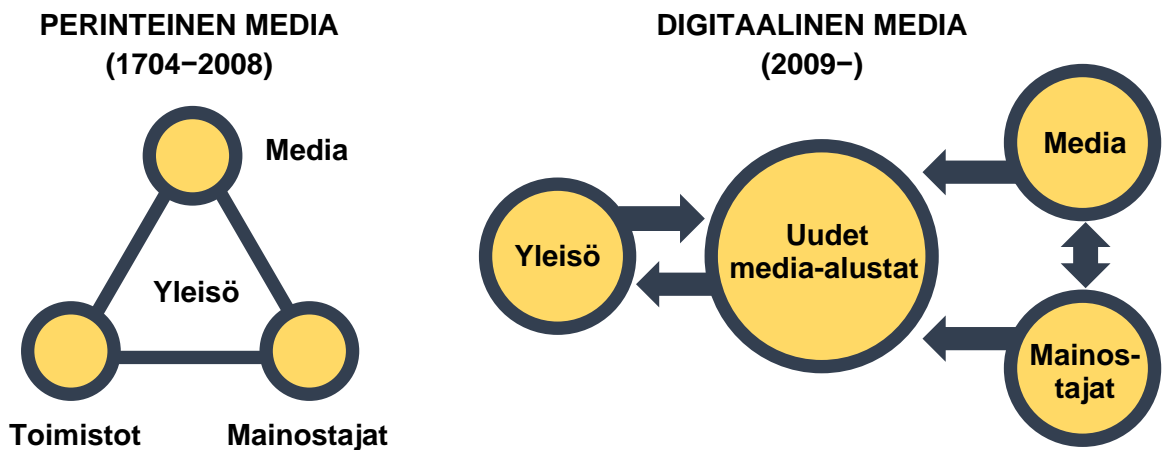 PERINTEINEN MEDIA
(1704−2008)
Media
Yleisö
Toimistot
Mainostajat
DIGITAALINEN MEDIA
(2009−)
Yleisö
Uudet
media-alustat
Media
Mainos-
tajat